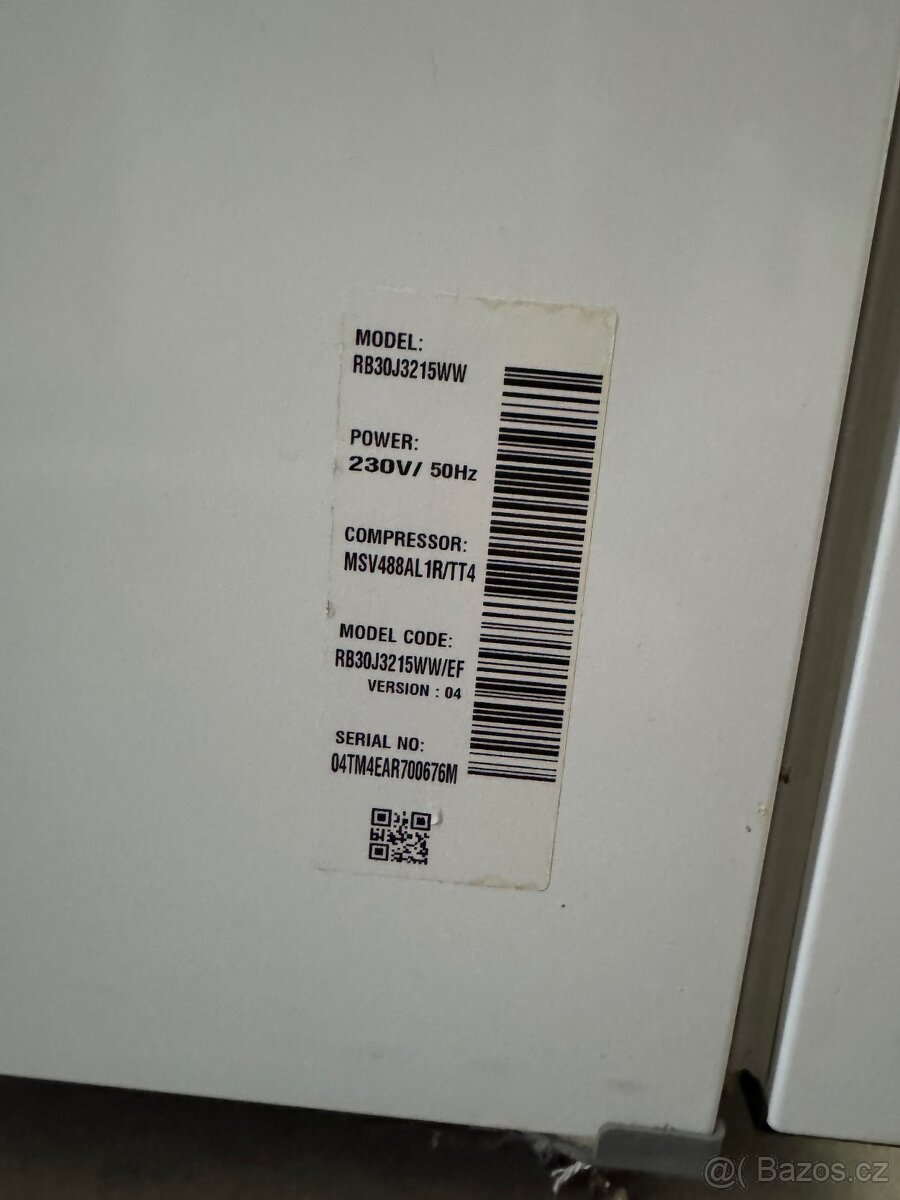 MODEL:
RB30J3215WW
POWER:
230V/ 50Hz
COMPRESSOR:
MSV488AL1R/TT4
MODEL CODE:
RB30J3215WW/EF
VERSION : 04
SERIAL NO:
04TM4EAR700676M
@( Bazos.cz